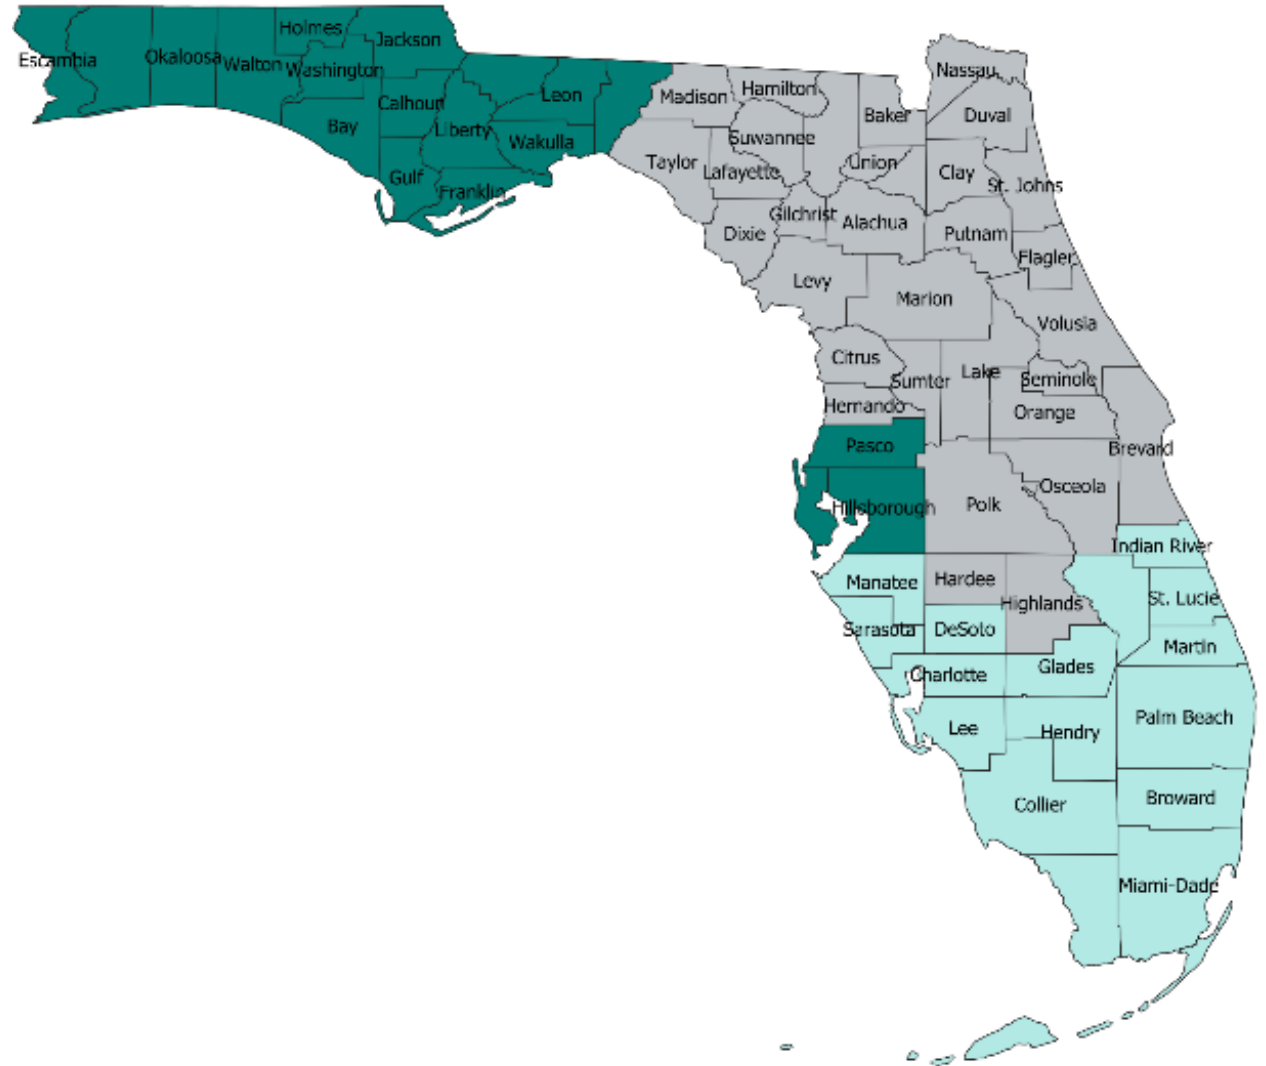 Holmes
Jackson
Escambia
Okaloosa
Walton
Washington
Nassau
Madison
Hamilton
Leon
Calhoun
Baker
Duval
Bay
Liberty
Wakulla
Suwannee
Taylor
Lafayette
Union
Clay
St. Johns
Gulf
Franklin
Gilchrist
Alachua
Dixie
Putnam
Flagler
Levy
Marion
Volusia
Citrus
Sumter
Lake
Seminole
Hernando
Orange
Pasco
Brevard
Osceola
Hillsborough
Polk
Indian River
Manatee
Hardee
Highlands
St. Lucie
Sarasota
DeSoto
Martin
Charlotte
Glades
Palm Beach
Lee
Hendry
Collier
Broward
Miami-Dade